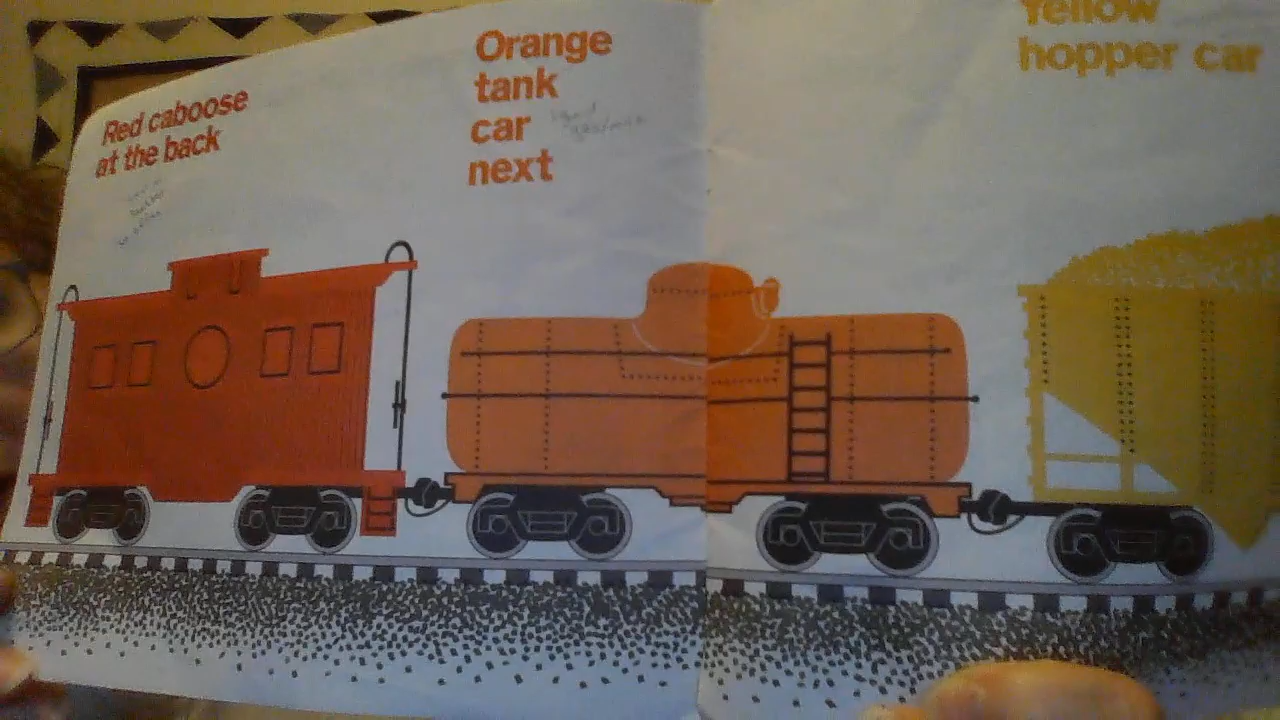 Red caboose
at the back
Orange
tank
car
next
Yellow
hopper car